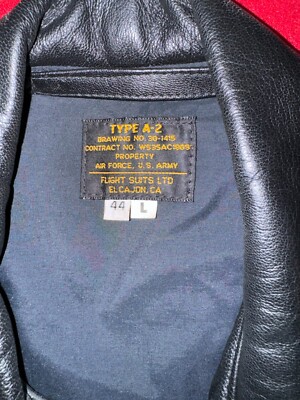 TYPE A-2
DRAWING NO. 30-1415
CONTRACT NO. W535AC1909
PROPERTY
AIR FORCE, U.S. ARMY
FLIGHT SUITS LTD
EL CAJON, CA
44 L